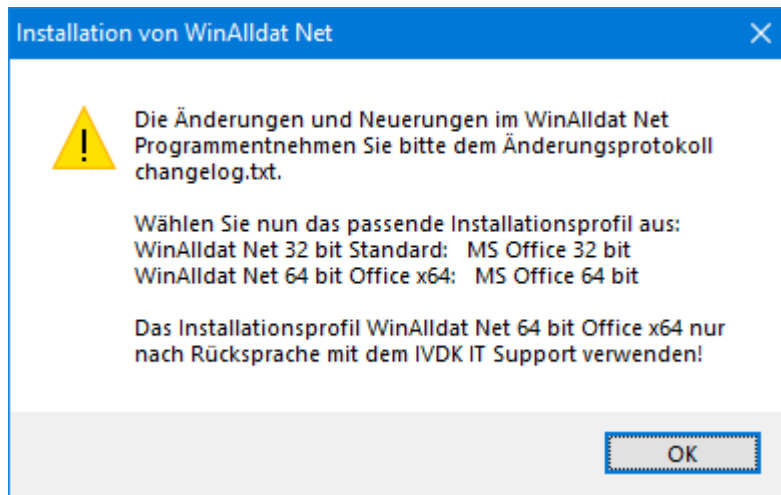 Installation von WinAlldat Net
Die Änderungen und Neuerungen im WinAlldat Net
Programmentnehmen Sie bitte dem Änderungsprotokoll
changelog.txt.
Wählen Sie nun das passende Installationsprofil aus:
WinAlldat Net 32 bit Standard:   MS Office 32 bit
WinAlldat Net 64 bit Office x64:   MS Office 64 bit
Das Installationsprofil WinAlldat Net 64 bit Office x64 nur
nach Rücksprache mit dem IVDK IT Support verwenden!
OK